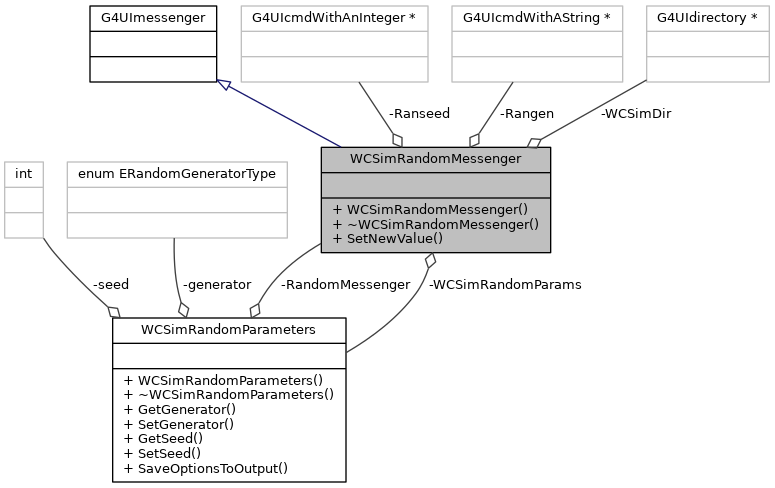 G4UImessenger
G4UIcmdWithAnInteger *
G4UIcmdWithAString *
G4UIdirectory *
-Ranseed
-Rangen
-WCSimDir
WCSimRandomMessenger
+ WCSimRandomMessenger()
+ ~WCSimRandomMessenger()
+ SetNewValue()
int
enum ERandomGeneratorType
-seed
-generator
-RandomMessenger
-WCSimRandomParams
WCSimRandomParameters
+ WCSimRandomParameters()
+ ~WCSimRandomParameters()
+ GetGenerator()
+ SetGenerator()
+ GetSeed()
+ SetSeed()
+ SaveOptionsToOutput()